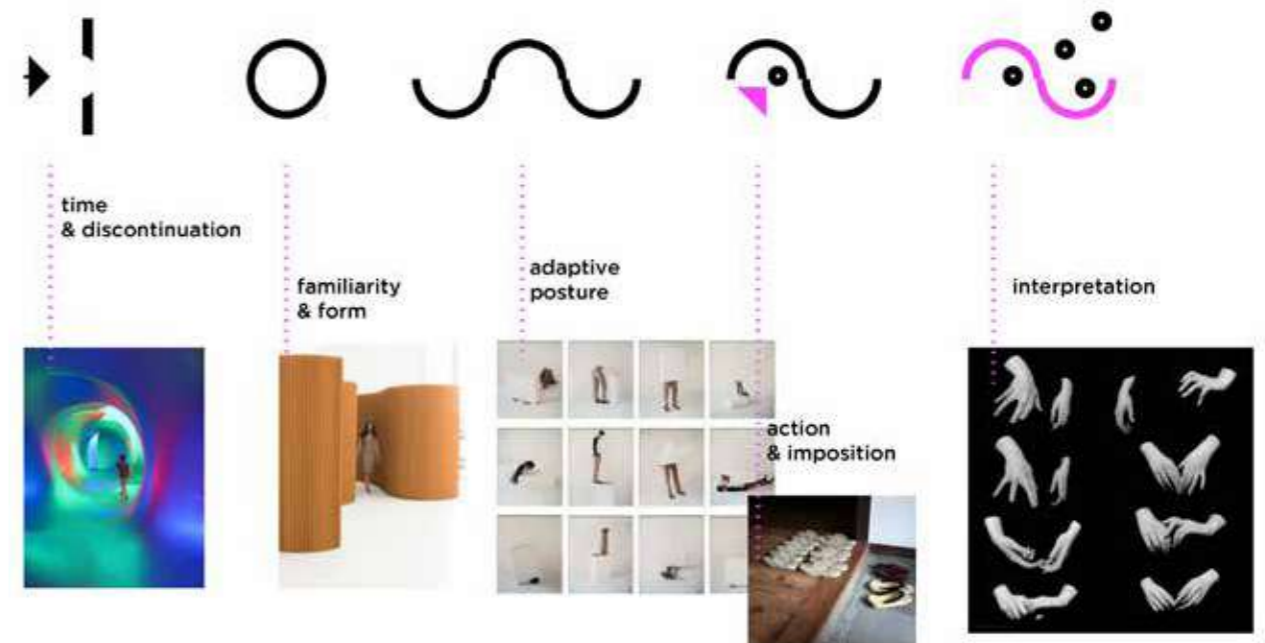 time
& discontinuation
familiarity
& form
adaptive
posture
action
& imposition
interpretation